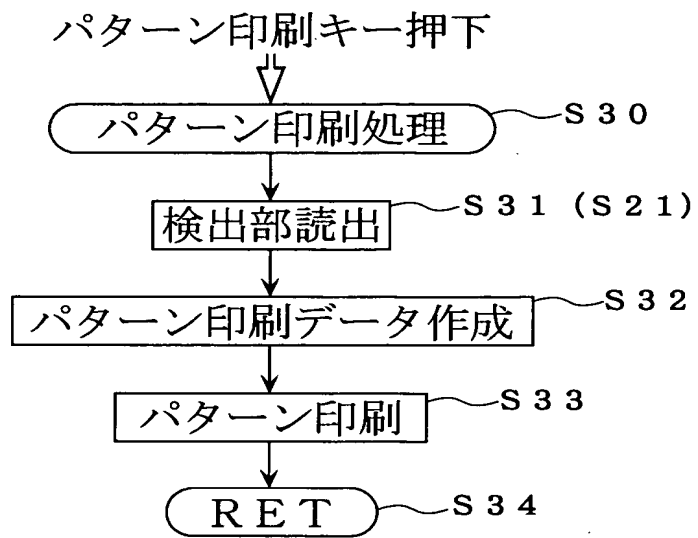 パターン印刷キー押下
パターン印刷処理
S30
検出部読出
S31 (S21)
パターン印刷データ作成
S32
パターン印刷
S33
RET
S34